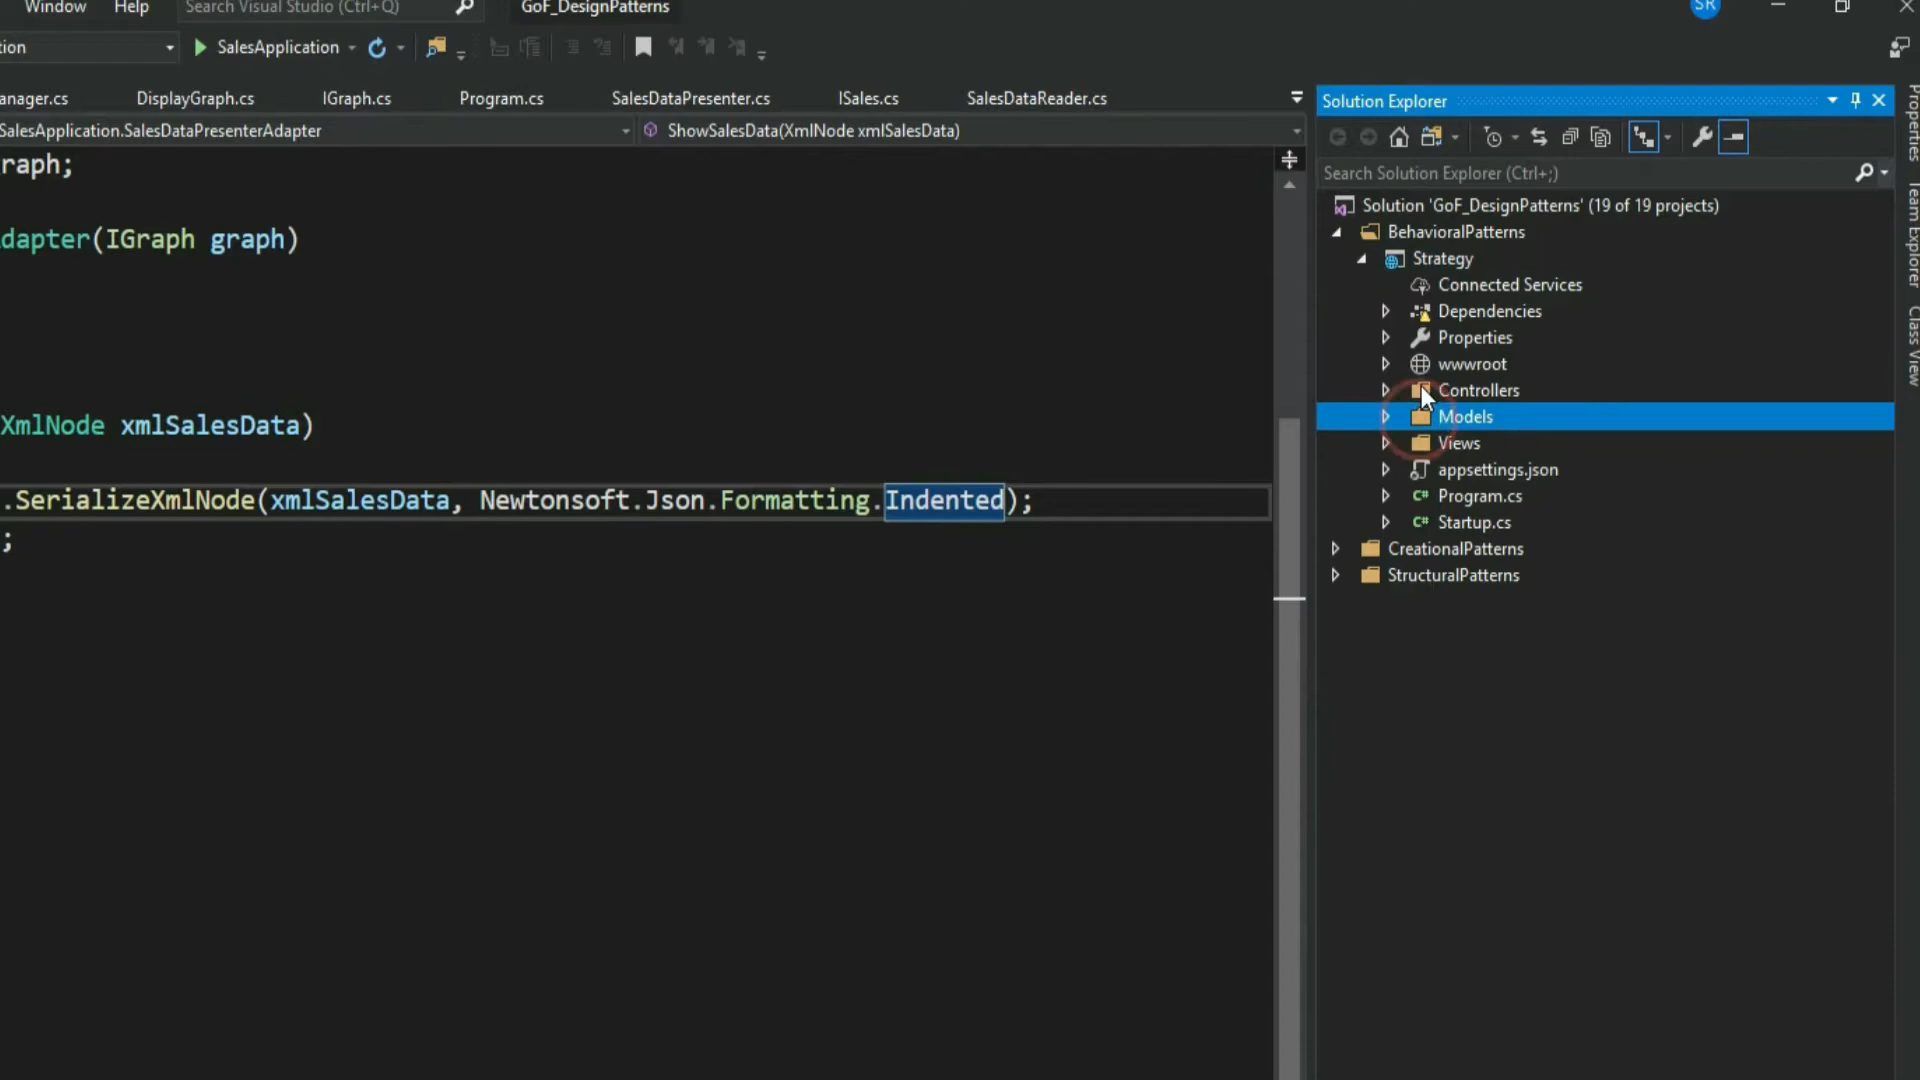 Window Help Search Visual Studio (Ctrl+Q) GoF_DesignPatterns SR
ion SalesApplication
anager.cs DisplayGraph.cs IGraph.cs Program.cs SalesDataPresenter.cs ISales.cs SalesDataReader.cs
SalesApplication.SalesDataPresenterAdapter ShowSalesData(XmlNode xmlSalesData)
raph;
dapter(IGraph graph)
XmlNode xmlSalesData)
.SerializeXmlNode(xmlSalesData, Newtonsoft.Json.Formatting.Indented);
;
Solution Explorer
Search Solution Explorer (Ctrl+;)
Solution 'GoF_DesignPatterns' (19 of 19 projects)
BehavioralPatterns
Strategy
Connected Services
Dependencies
Properties
wwwroot
Controllers
Models
Views
appsettings.json
C# Program.cs
C# Startup.cs
CreationalPatterns
StructuralPatterns
Properties
Team Explorer
Class View